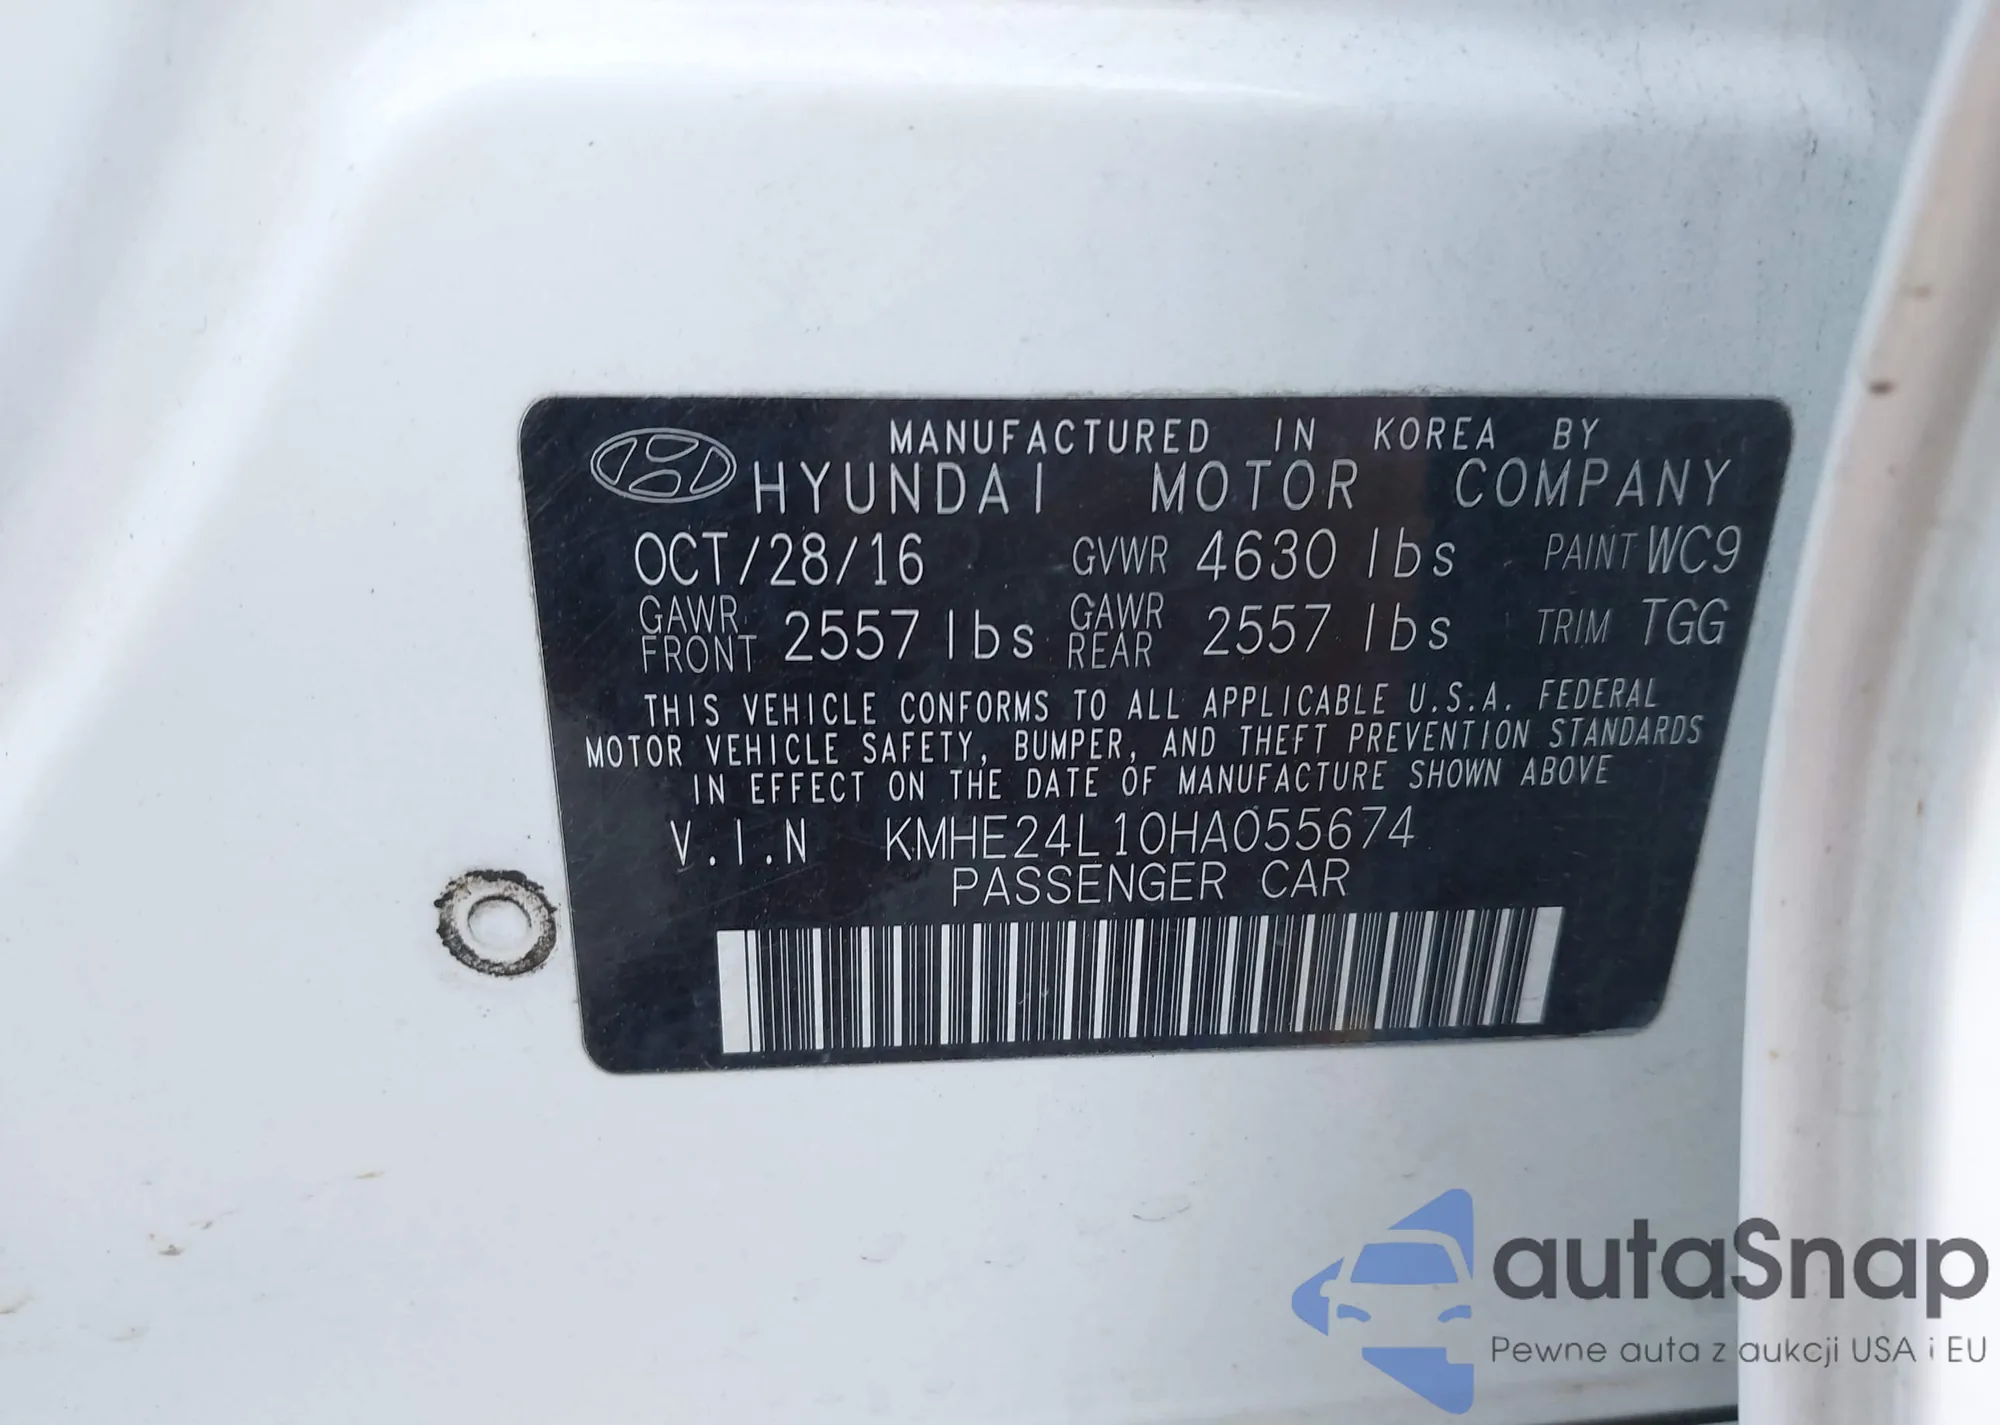 MANUFACTURED IN KOREA BY
HYUNDAI MOTOR COMPANY
OCT/28/16 GVWR 4630 lbs PAINT WC9
GAWR FRONT 2557 lbs GAWR REAR 2557 lbs TRIM TGG
THIS VEHICLE CONFORMS TO ALL APPLICABLE U.S.A. FEDERAL
MOTOR VEHICLE SAFETY, BUMPER, AND THEFT PREVENTION STANDARDS
IN EFFECT ON THE DATE OF MANUFACTURE SHOWN ABOVE
V.I.N KMHE24L10HA055674
PASSENGER CAR
autaSnap
Pewne auta z aukcji USA i EU